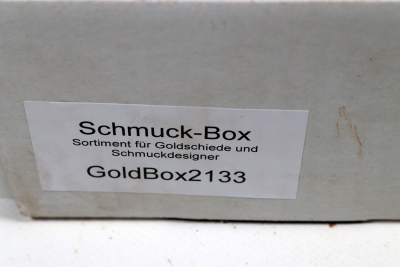 Schmuck-Box
Sortiment für Goldschiede und
Schmuckdesigner
GoldBox2133